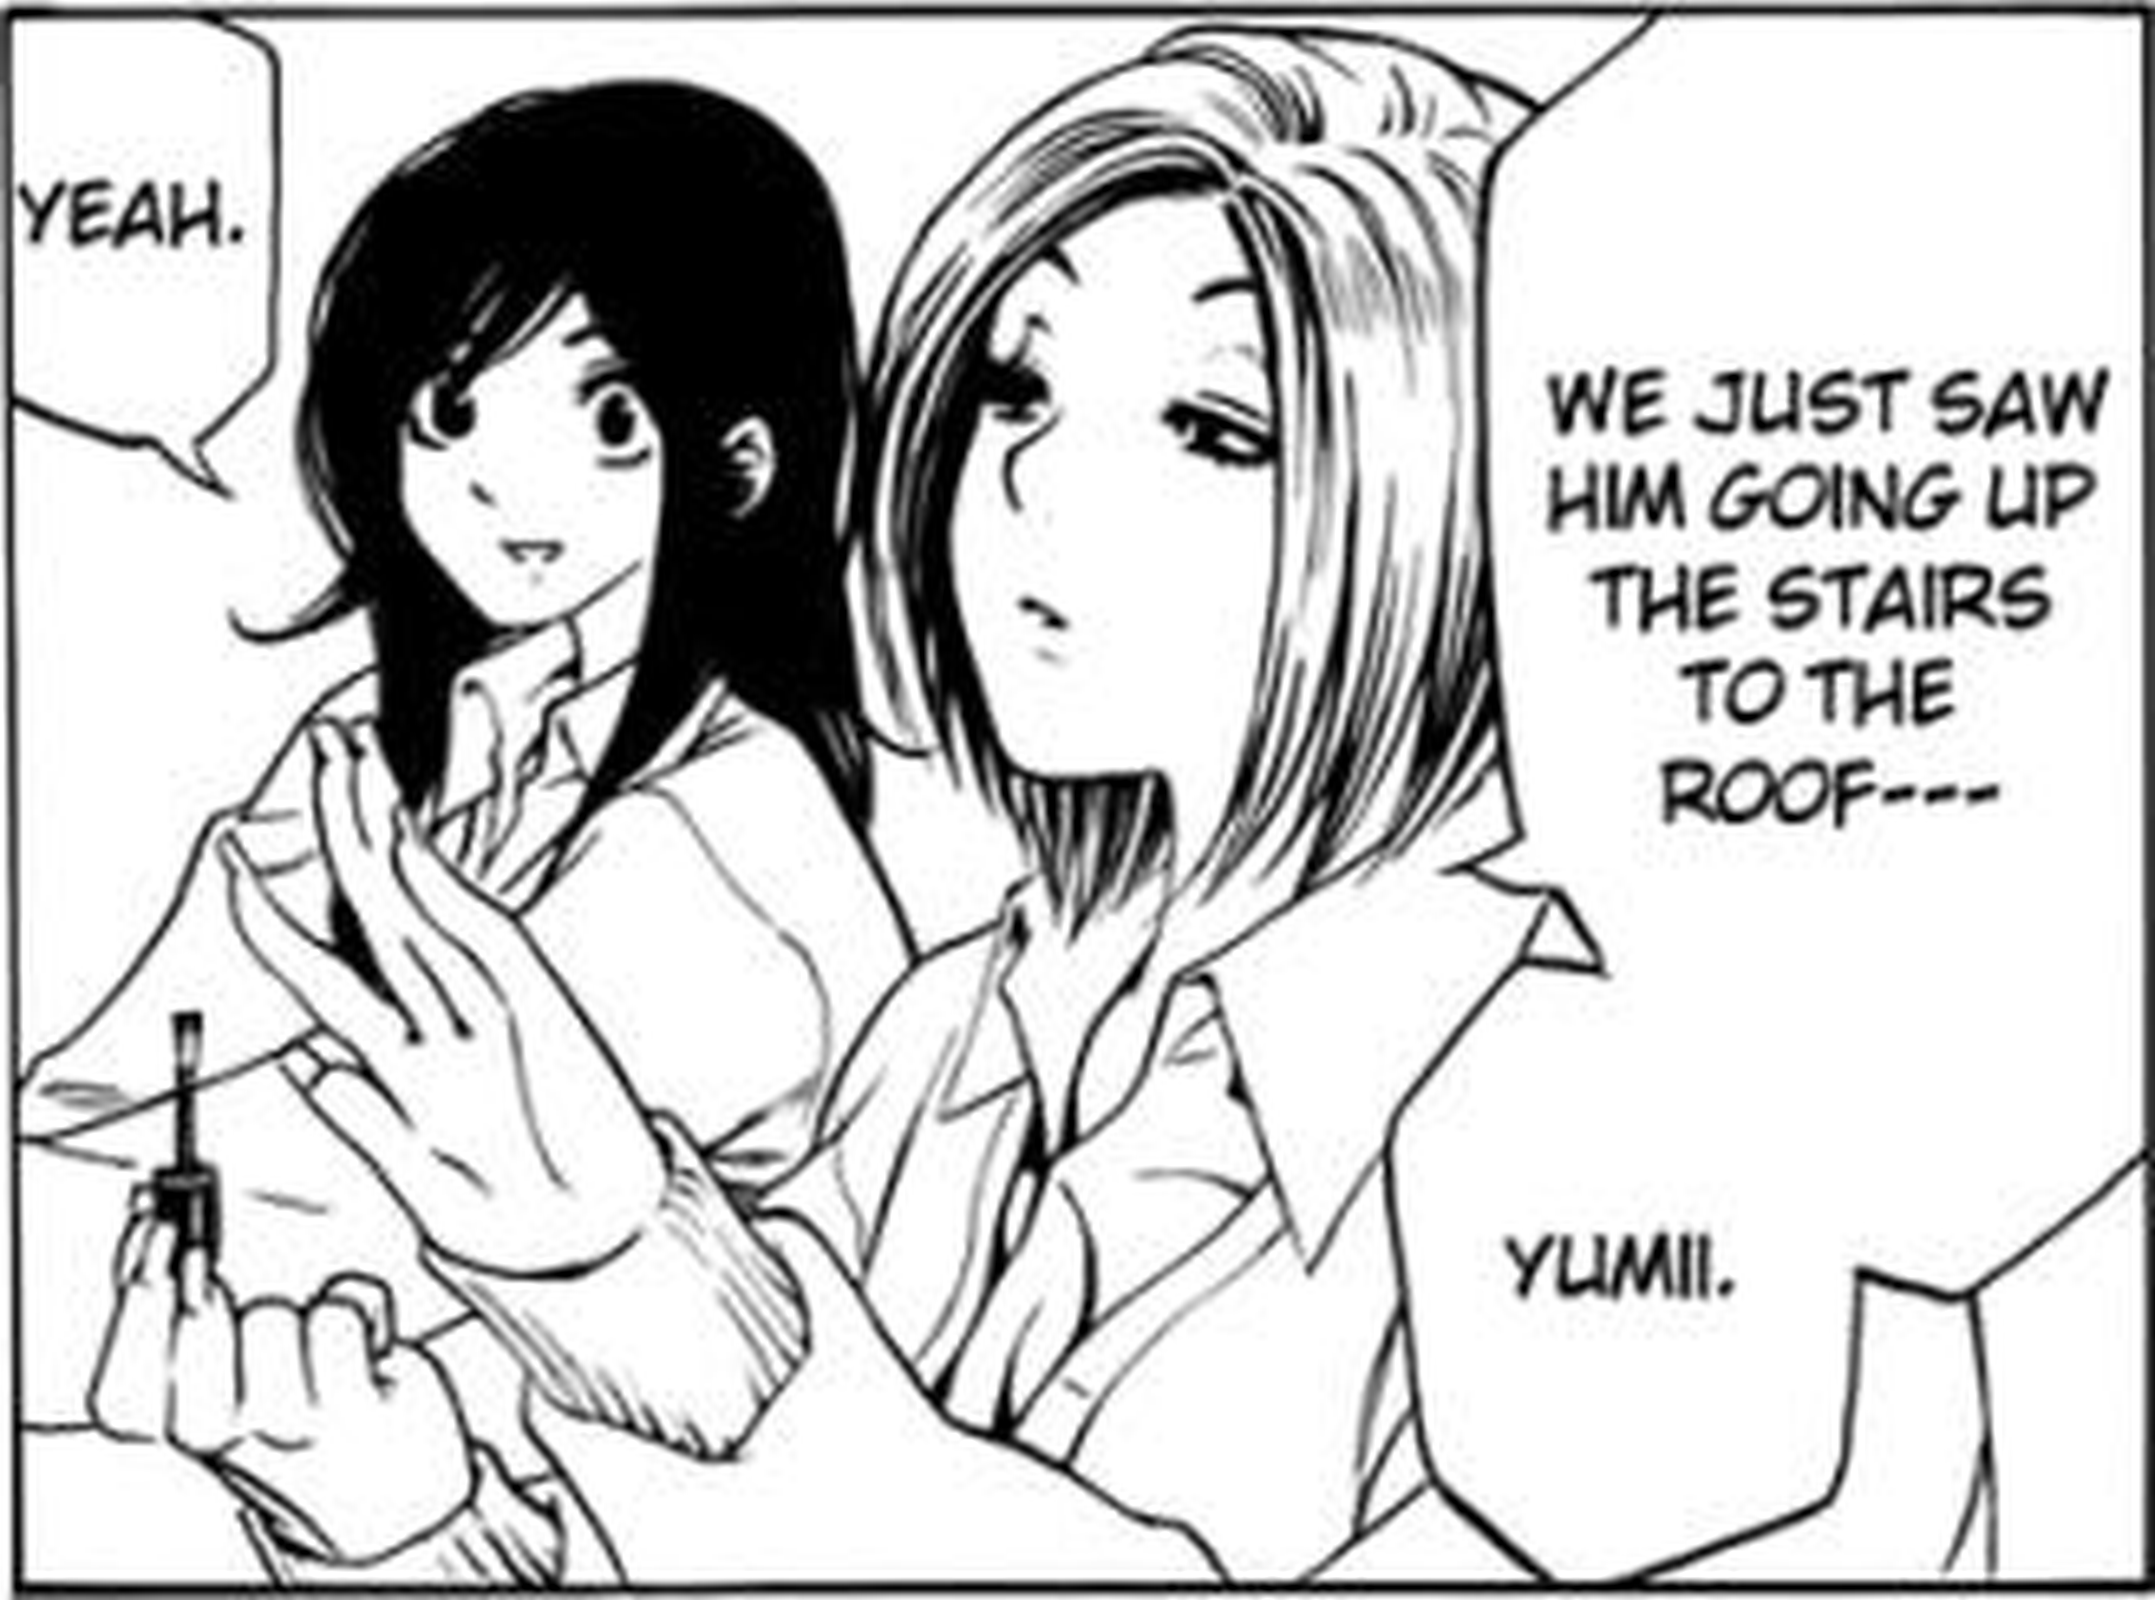 WE JUST SAW
HIM GOING UP
THE STAIRS
TO THE
ROOF---
YUMII.
YEAH.